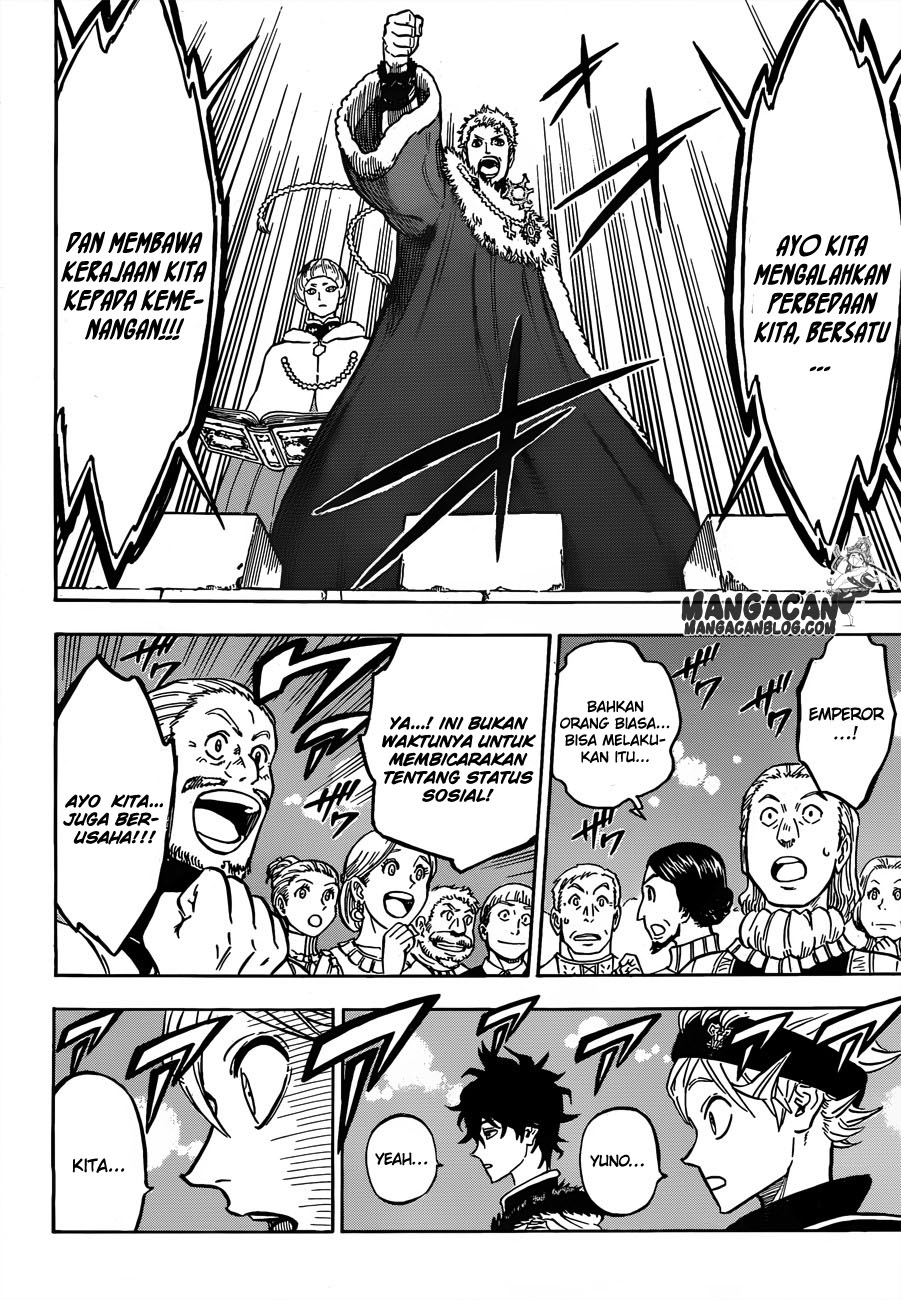 AYO KITA
MENGALAHKAN
PERBEDAAN
KITA, BERSATU
...
DAN MEMBAWA
KERAJAAN KITA
KEPADA KEME-
NANGAN!!!
MANGACAN
MANGACANBLOG.COM
EMPEROR
...!
BAHKAN
ORANG BIASA...
BISA MELAKU-
KAN ITU...
YA...! INI BUKAN
WAKTUNYA UNTUK
MEMBICARAKAN
TENTANG STATUS
SOSIAL!
AYO KITA...
JUGA BER-
USAHA!!!
YUNO...
YEAH...
KITA...